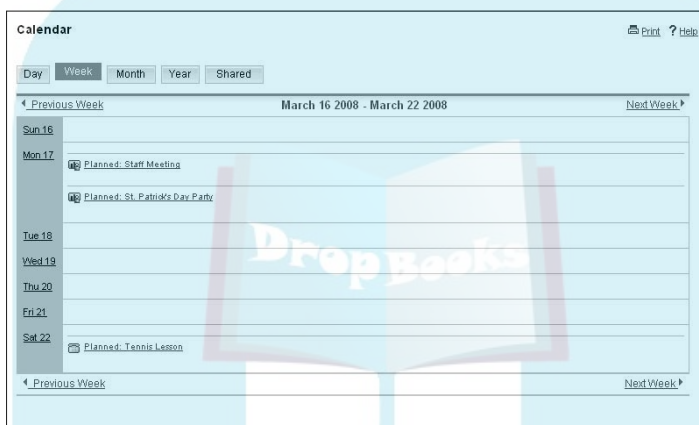 Calendar
Print ? Help
Day Week Month Year Shared
Previous Week March 16 2008 - March 22 2008 Next Week
Sun 16
Mon 17
Planned: Staff Meeting
Planned: St. Patrick's Day Party
Tue 18
DropBooks
Wed 19
Thu 20
Fri 21
Sat 22
Planned: Tennis Lesson
Previous Week Next Week